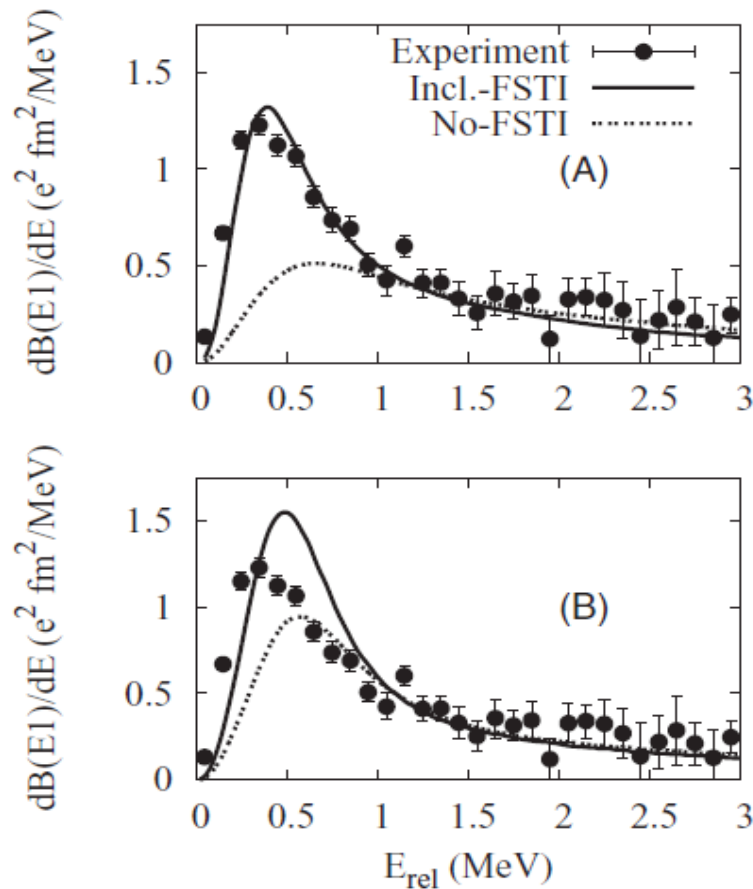 Experiment
Incl.-FSTI
No-FSTI
(A)
dB(E1)/dE (e² fm²/MeV)
1.5
1
0.5
0
0 0.5 1 1.5 2 2.5 3
(B)
dB(E1)/dE (e² fm²/MeV)
1.5
1
0.5
0
0 0.5 1 1.5 2 2.5 3
E_rel (MeV)